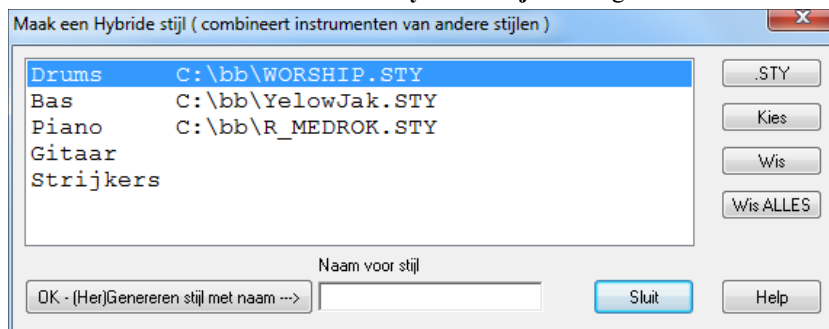 Maak een Hybride stijl ( combineert instrumenten van andere stijlen )
Drums C:\bb\WORSHIP.STY
Bas C:\bb\YelowJak.STY
Piano C:\bb\R_MEDROK.STY
Gitaar
Strijkers
.STY
Kies
Wis
Wis ALLES
Naam voor stijl
OK - (Her)Genereren stijl met naam --->
Sluit
Help